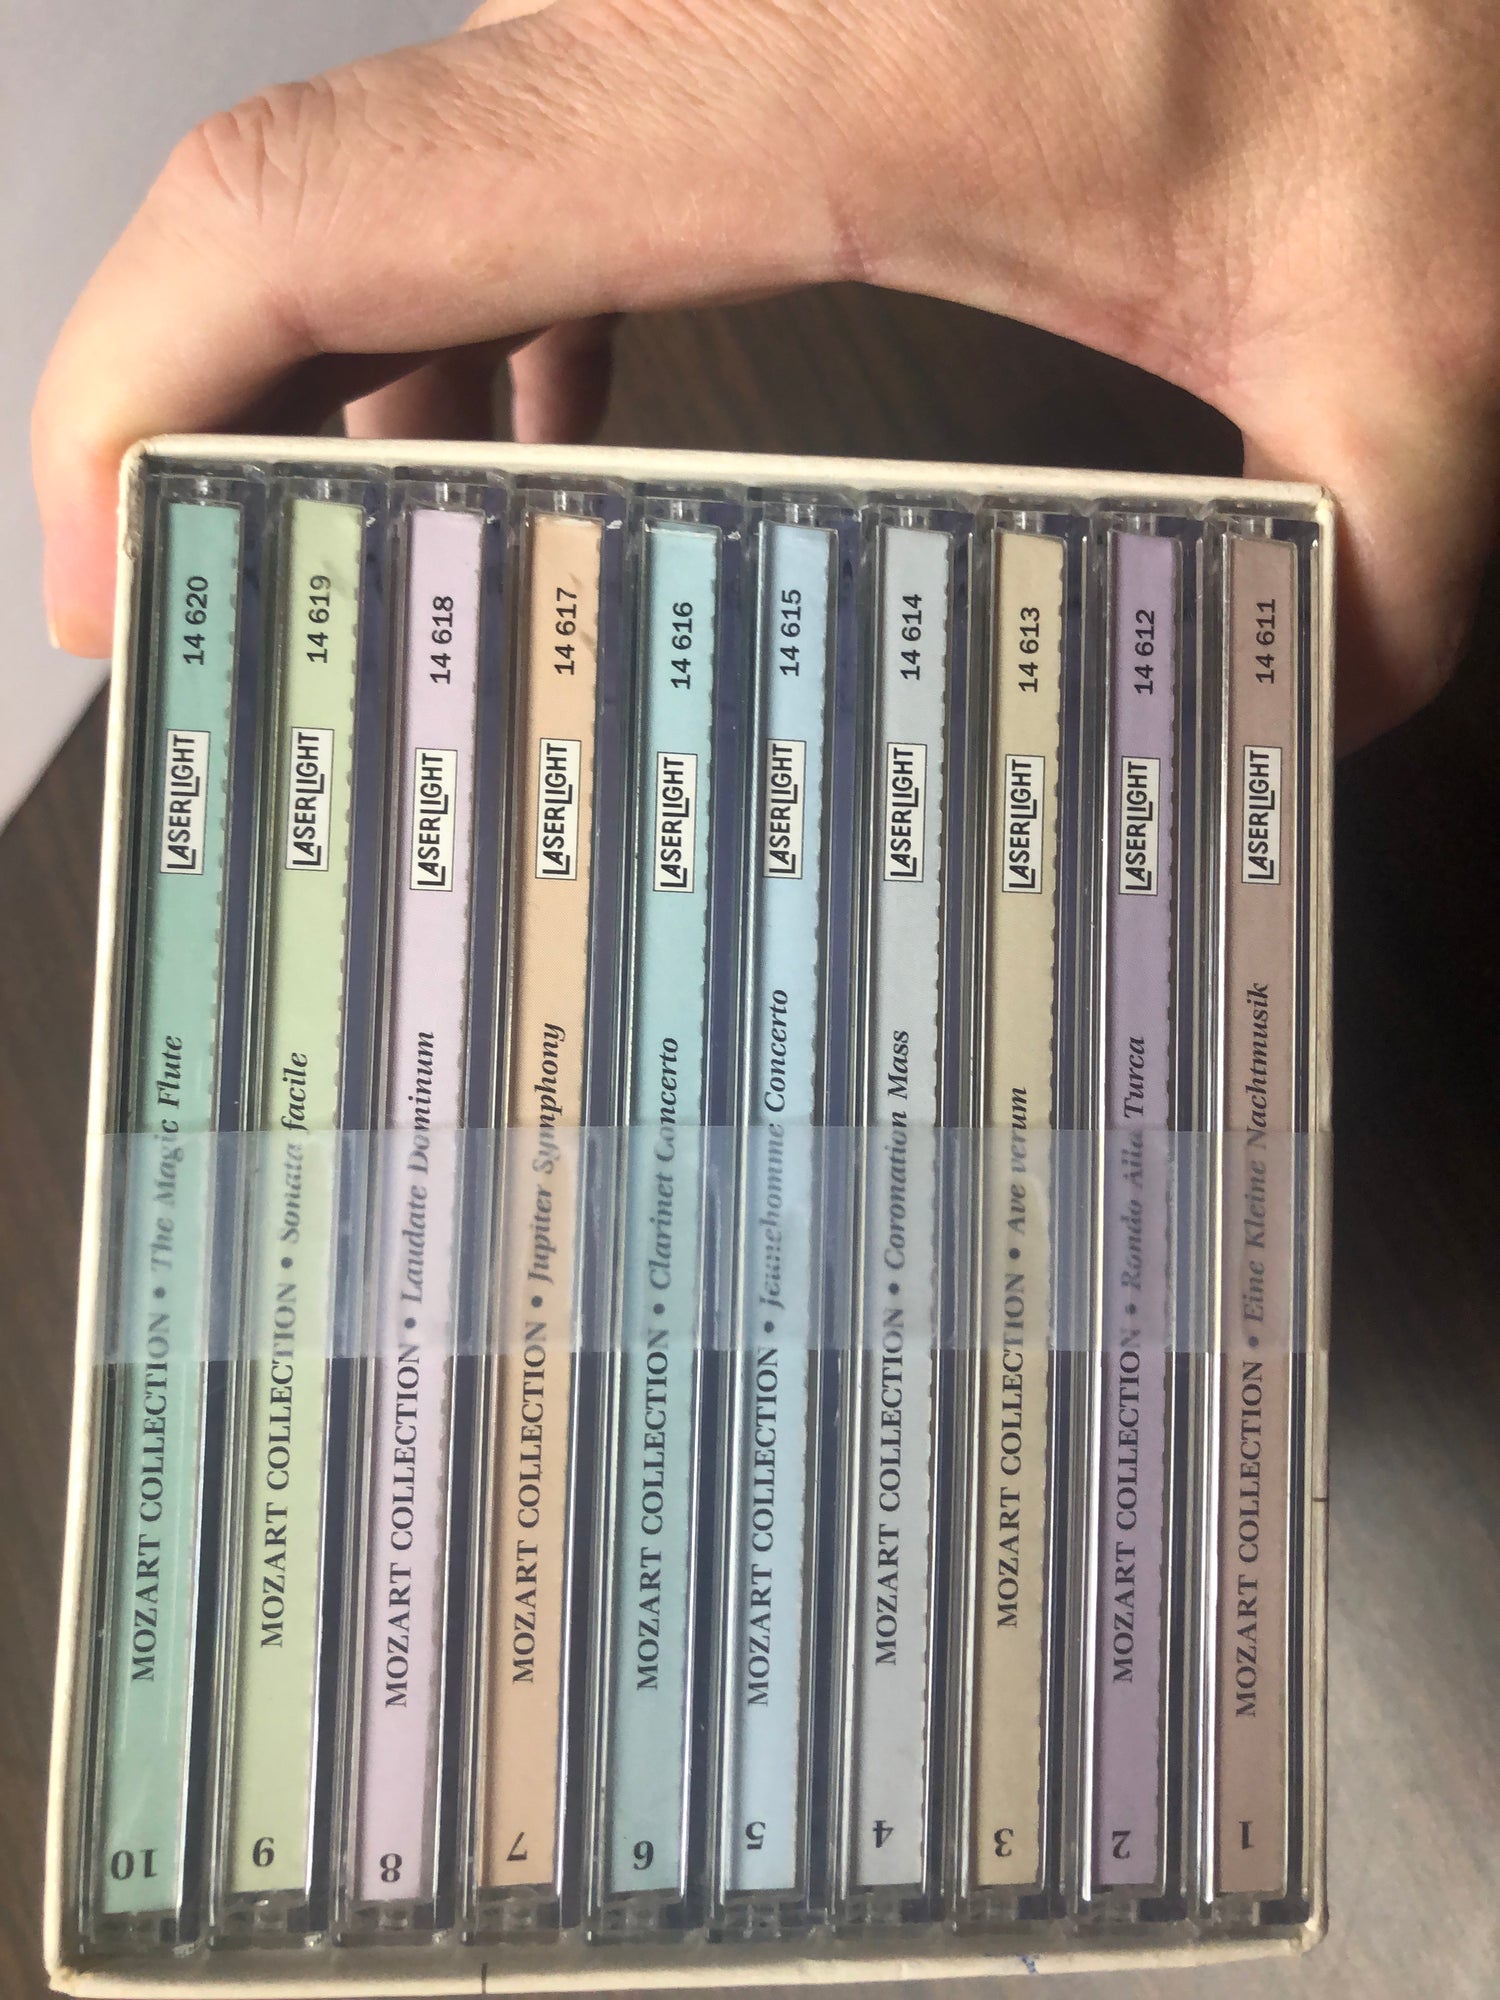 1 MOZART COLLECTION • Eine Kleine Nachtmusik LASERLIGHT 14 611
2 MOZART COLLECTION • Rondo Alla Turca LASERLIGHT 14 612
3 MOZART COLLECTION • Ave verum LASERLIGHT 14 613
4 MOZART COLLECTION • Coronation Mass LASERLIGHT 14 614
5 MOZART COLLECTION • Jeunehomme Concerto LASERLIGHT 14 615
6 MOZART COLLECTION • Clarinet Concerto LASERLIGHT 14 616
7 MOZART COLLECTION • Jupiter Symphony LASERLIGHT 14 617
8 MOZART COLLECTION • Laudate Dominum LASERLIGHT 14 618
9 MOZART COLLECTION • Sonata facile LASERLIGHT 14 619
10 MOZART COLLECTION • The Magic Flute LASERLIGHT 14 620